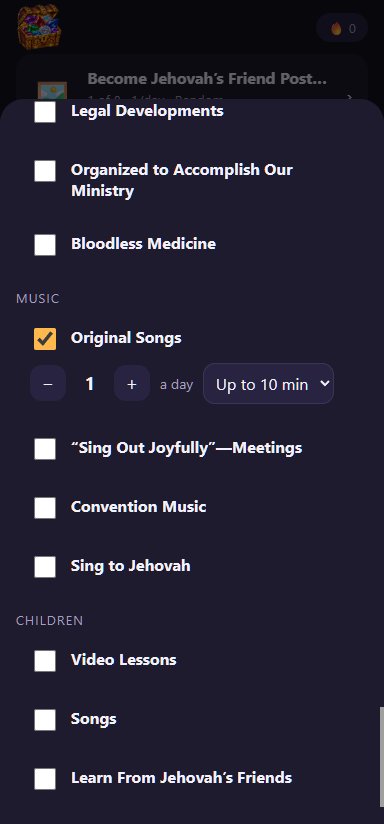 0
Become Jehovah’s Friend Post…
Legal Developments
Organized to Accomplish Our
Ministry
Bloodless Medicine
MUSIC
Original Songs
− 1 + a day Up to 10 min
“Sing Out Joyfully”—Meetings
Convention Music
Sing to Jehovah
CHILDREN
Video Lessons
Songs
Learn From Jehovah’s Friends